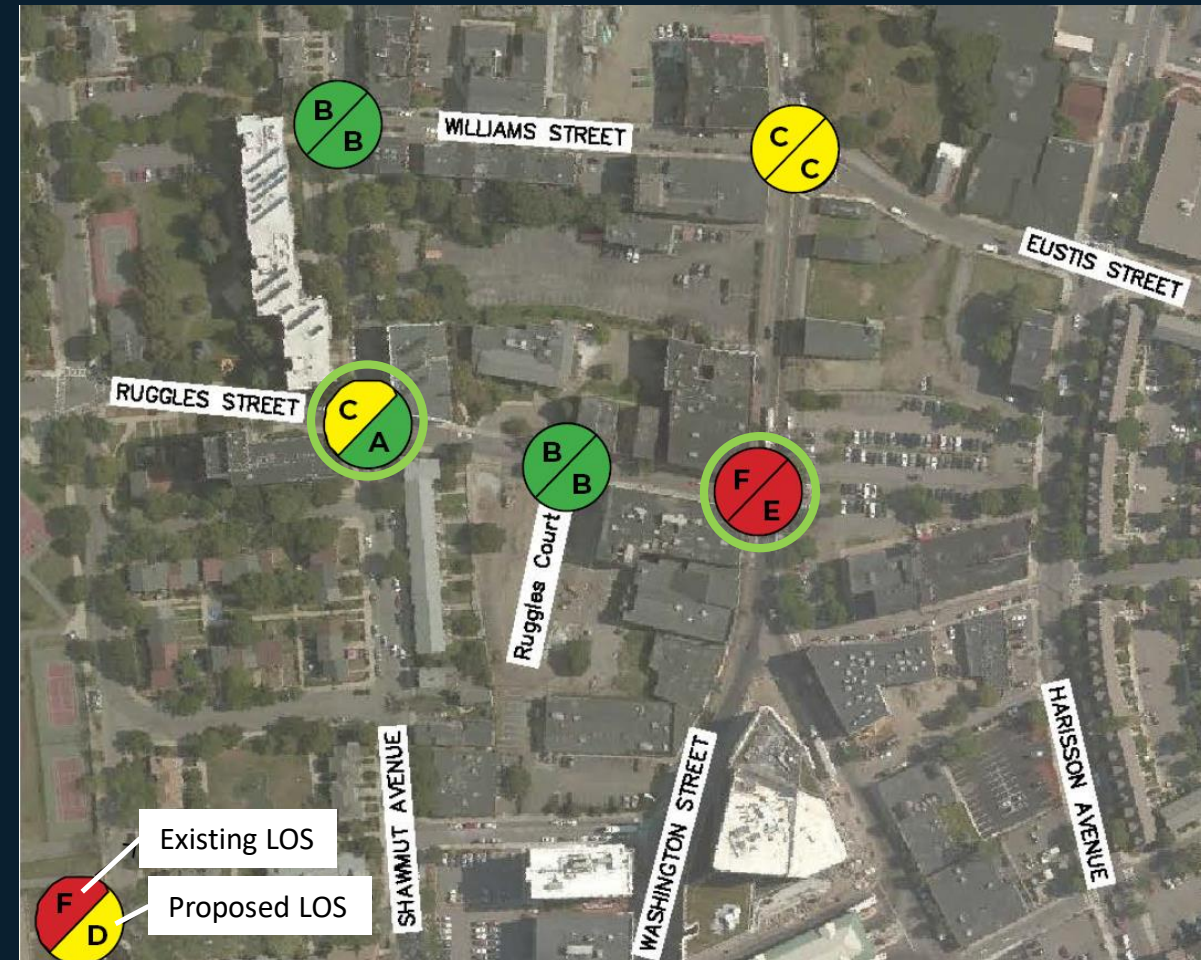 B
B
WILLIAMS STREET
C
C
EUSTIS STREET
RUGGLES STREET
C
A
B
B
F
E
Ruggles Court
SHAWMUT AVENUE
WASHINGTON STREET
HARISSON AVENUE
Existing LOS
F
Proposed LOS
D